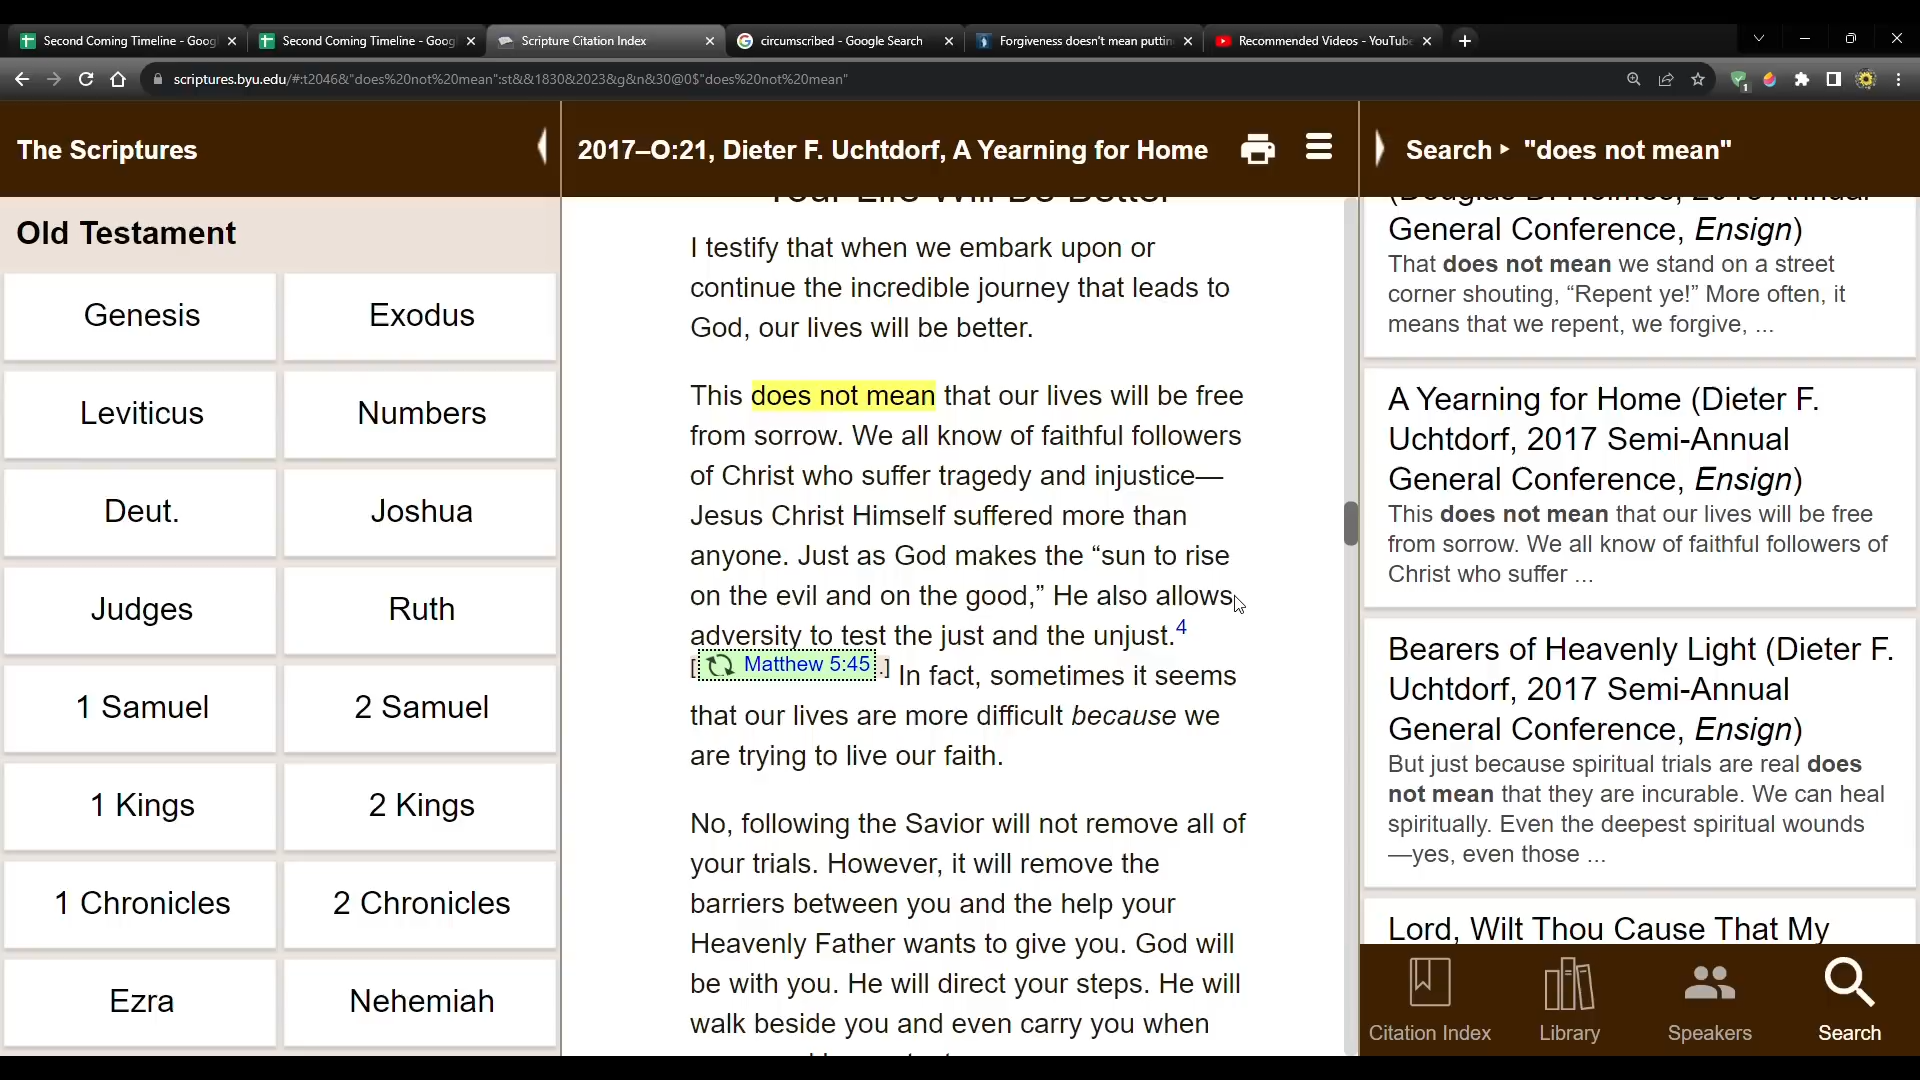 Second Coming Timeline - Goog
Second Coming Timeline - Goog
Scripture Citation Index
circumscribed - Google Search
Forgiveness doesn't mean puttin
Recommended Videos - YouTube
scriptures.byu.edu/#:t2046&"does%20not%20mean":st&&1830&2023&g&n&30@0$"does%20not%20mean"
1
The Scriptures
Old Testament
Genesis
Exodus
Leviticus
Numbers
Deut.
Joshua
Judges
Ruth
1 Samuel
2 Samuel
1 Kings
2 Kings
1 Chronicles
2 Chronicles
Ezra
Nehemiah
2017–O:21, Dieter F. Uchtdorf, A Yearning for Home
Your Life Will Be Better
I testify that when we embark upon or
continue the incredible journey that leads to
God, our lives will be better.
This does not mean that our lives will be free
from sorrow. We all know of faithful followers
of Christ who suffer tragedy and injustice—
Jesus Christ Himself suffered more than
anyone. Just as God makes the “sun to rise
on the evil and on the good,” He also allows
adversity to test the just and the unjust.4
[Matthew 5:45.] In fact, sometimes it seems
that our lives are more difficult because we
are trying to live our faith.
No, following the Savior will not remove all of
your trials. However, it will remove the
barriers between you and the help your
Heavenly Father wants to give you. God will
be with you. He will direct your steps. He will
walk beside you and even carry you when
Search ▸ "does not mean"
General Conference, Ensign)
That does not mean we stand on a street
corner shouting, “Repent ye!” More often, it
means that we repent, we forgive, ...
A Yearning for Home (Dieter F.
Uchtdorf, 2017 Semi-Annual
General Conference, Ensign)
This does not mean that our lives will be free
from sorrow. We all know of faithful followers of
Christ who suffer ...
Bearers of Heavenly Light (Dieter F.
Uchtdorf, 2017 Semi-Annual
General Conference, Ensign)
But just because spiritual trials are real does
not mean that they are incurable. We can heal
spiritually. Even the deepest spiritual wounds
—yes, even those ...
Lord, Wilt Thou Cause That My
Citation Index
Library
Speakers
Search